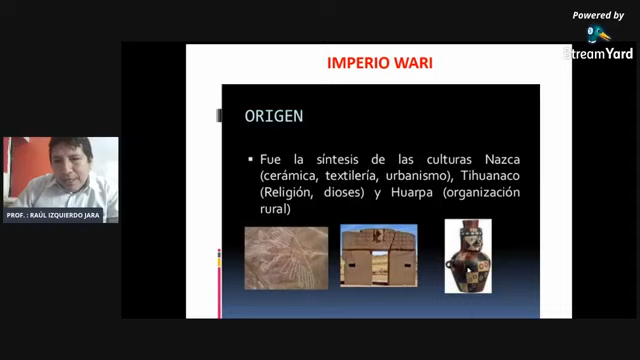 Powered by
StreamYard
IMPERIO WARI
ORIGEN
▪ Fue la síntesis de las culturas Nazca
(cerámica, textilería, urbanismo), Tihuanaco
(Religión, dioses) y Huarpa (organización
rural)
PROF. : RAÚL IZQUIERDO JARA